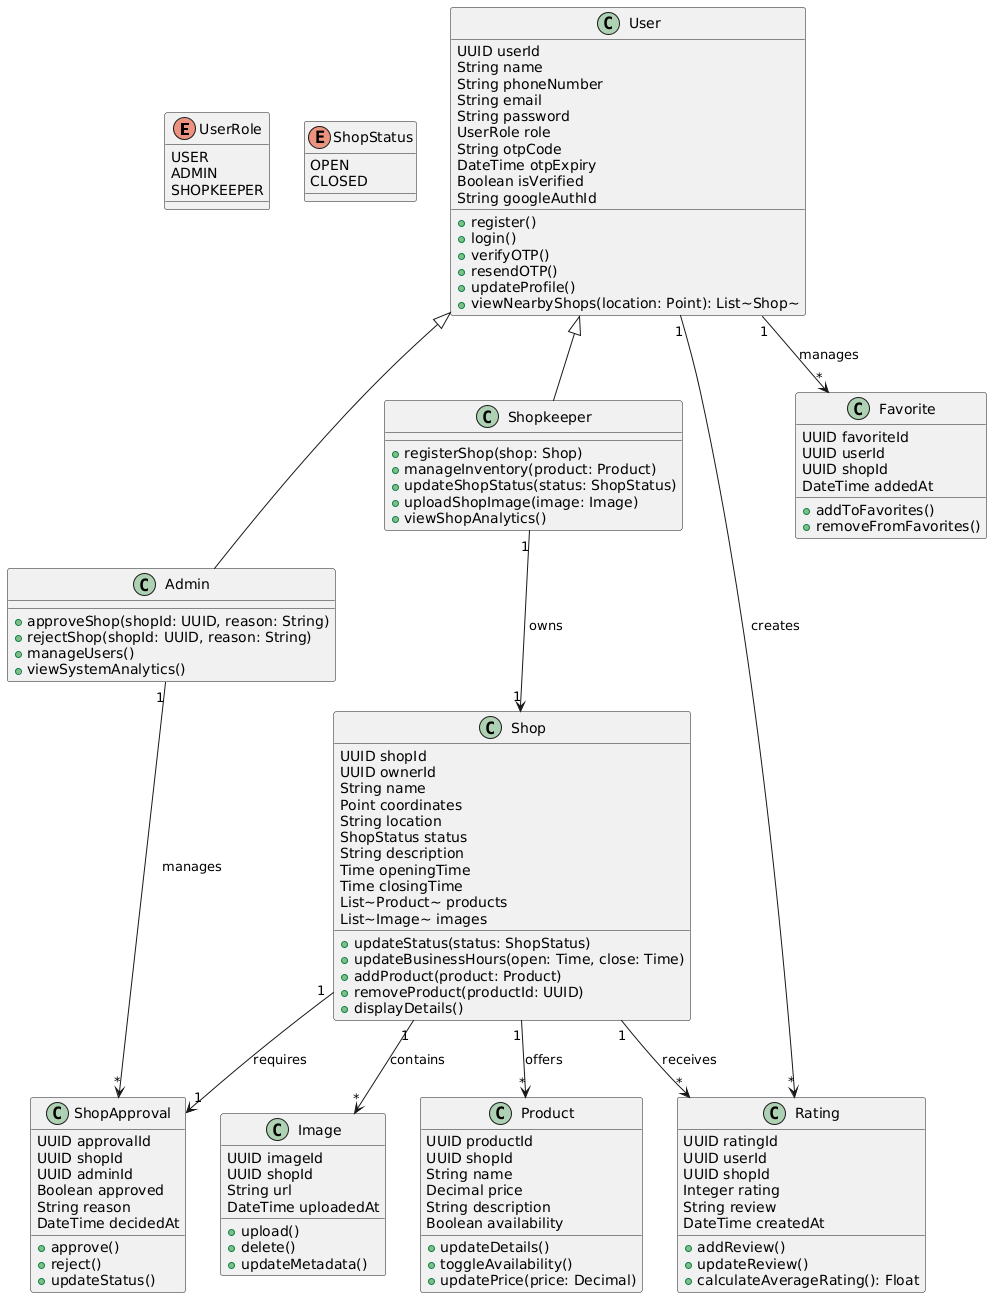 C User
UUID userId
String name
String phoneNumber
String email
String password
UserRole role
String otpCode
DateTime otpExpiry
Boolean isVerified
String googleAuthId
register()
login()
verifyOTP()
resendOTP()
updateProfile()
viewNearbyShops(location: Point): List~Shop~
E UserRole
USER
ADMIN
SHOPKEEPER
E ShopStatus
OPEN
CLOSED
1
1
manages
*
C Shopkeeper
registerShop(shop: Shop)
manageInventory(product: Product)
updateShopStatus(status: ShopStatus)
uploadShopImage(image: Image)
viewShopAnalytics()
C Favorite
UUID favoriteId
UUID userId
UUID shopId
DateTime addedAt
addToFavorites()
removeFromFavorites()
C Admin
approveShop(shopId: UUID, reason: String)
rejectShop(shopId: UUID, reason: String)
manageUsers()
viewSystemAnalytics()
1
owns
1
creates
1
manages
C Shop
UUID shopId
UUID ownerId
String name
Point coordinates
String location
ShopStatus status
String description
Time openingTime
Time closingTime
List~Product~ products
List~Image~ images
updateStatus(status: ShopStatus)
updateBusinessHours(open: Time, close: Time)
addProduct(product: Product)
removeProduct(productId: UUID)
displayDetails()
1
requires
1
1
contains
*
1
offers
*
1
receives
*
*
*
C ShopApproval
UUID approvalId
UUID shopId
UUID adminId
Boolean approved
String reason
DateTime decidedAt
approve()
reject()
updateStatus()
C Image
UUID imageId
UUID shopId
String url
DateTime uploadedAt
upload()
delete()
updateMetadata()
C Product
UUID productId
UUID shopId
String name
Decimal price
String description
Boolean availability
updateDetails()
toggleAvailability()
updatePrice(price: Decimal)
C Rating
UUID ratingId
UUID userId
UUID shopId
Integer rating
String review
DateTime createdAt
addReview()
updateReview()
calculateAverageRating(): Float